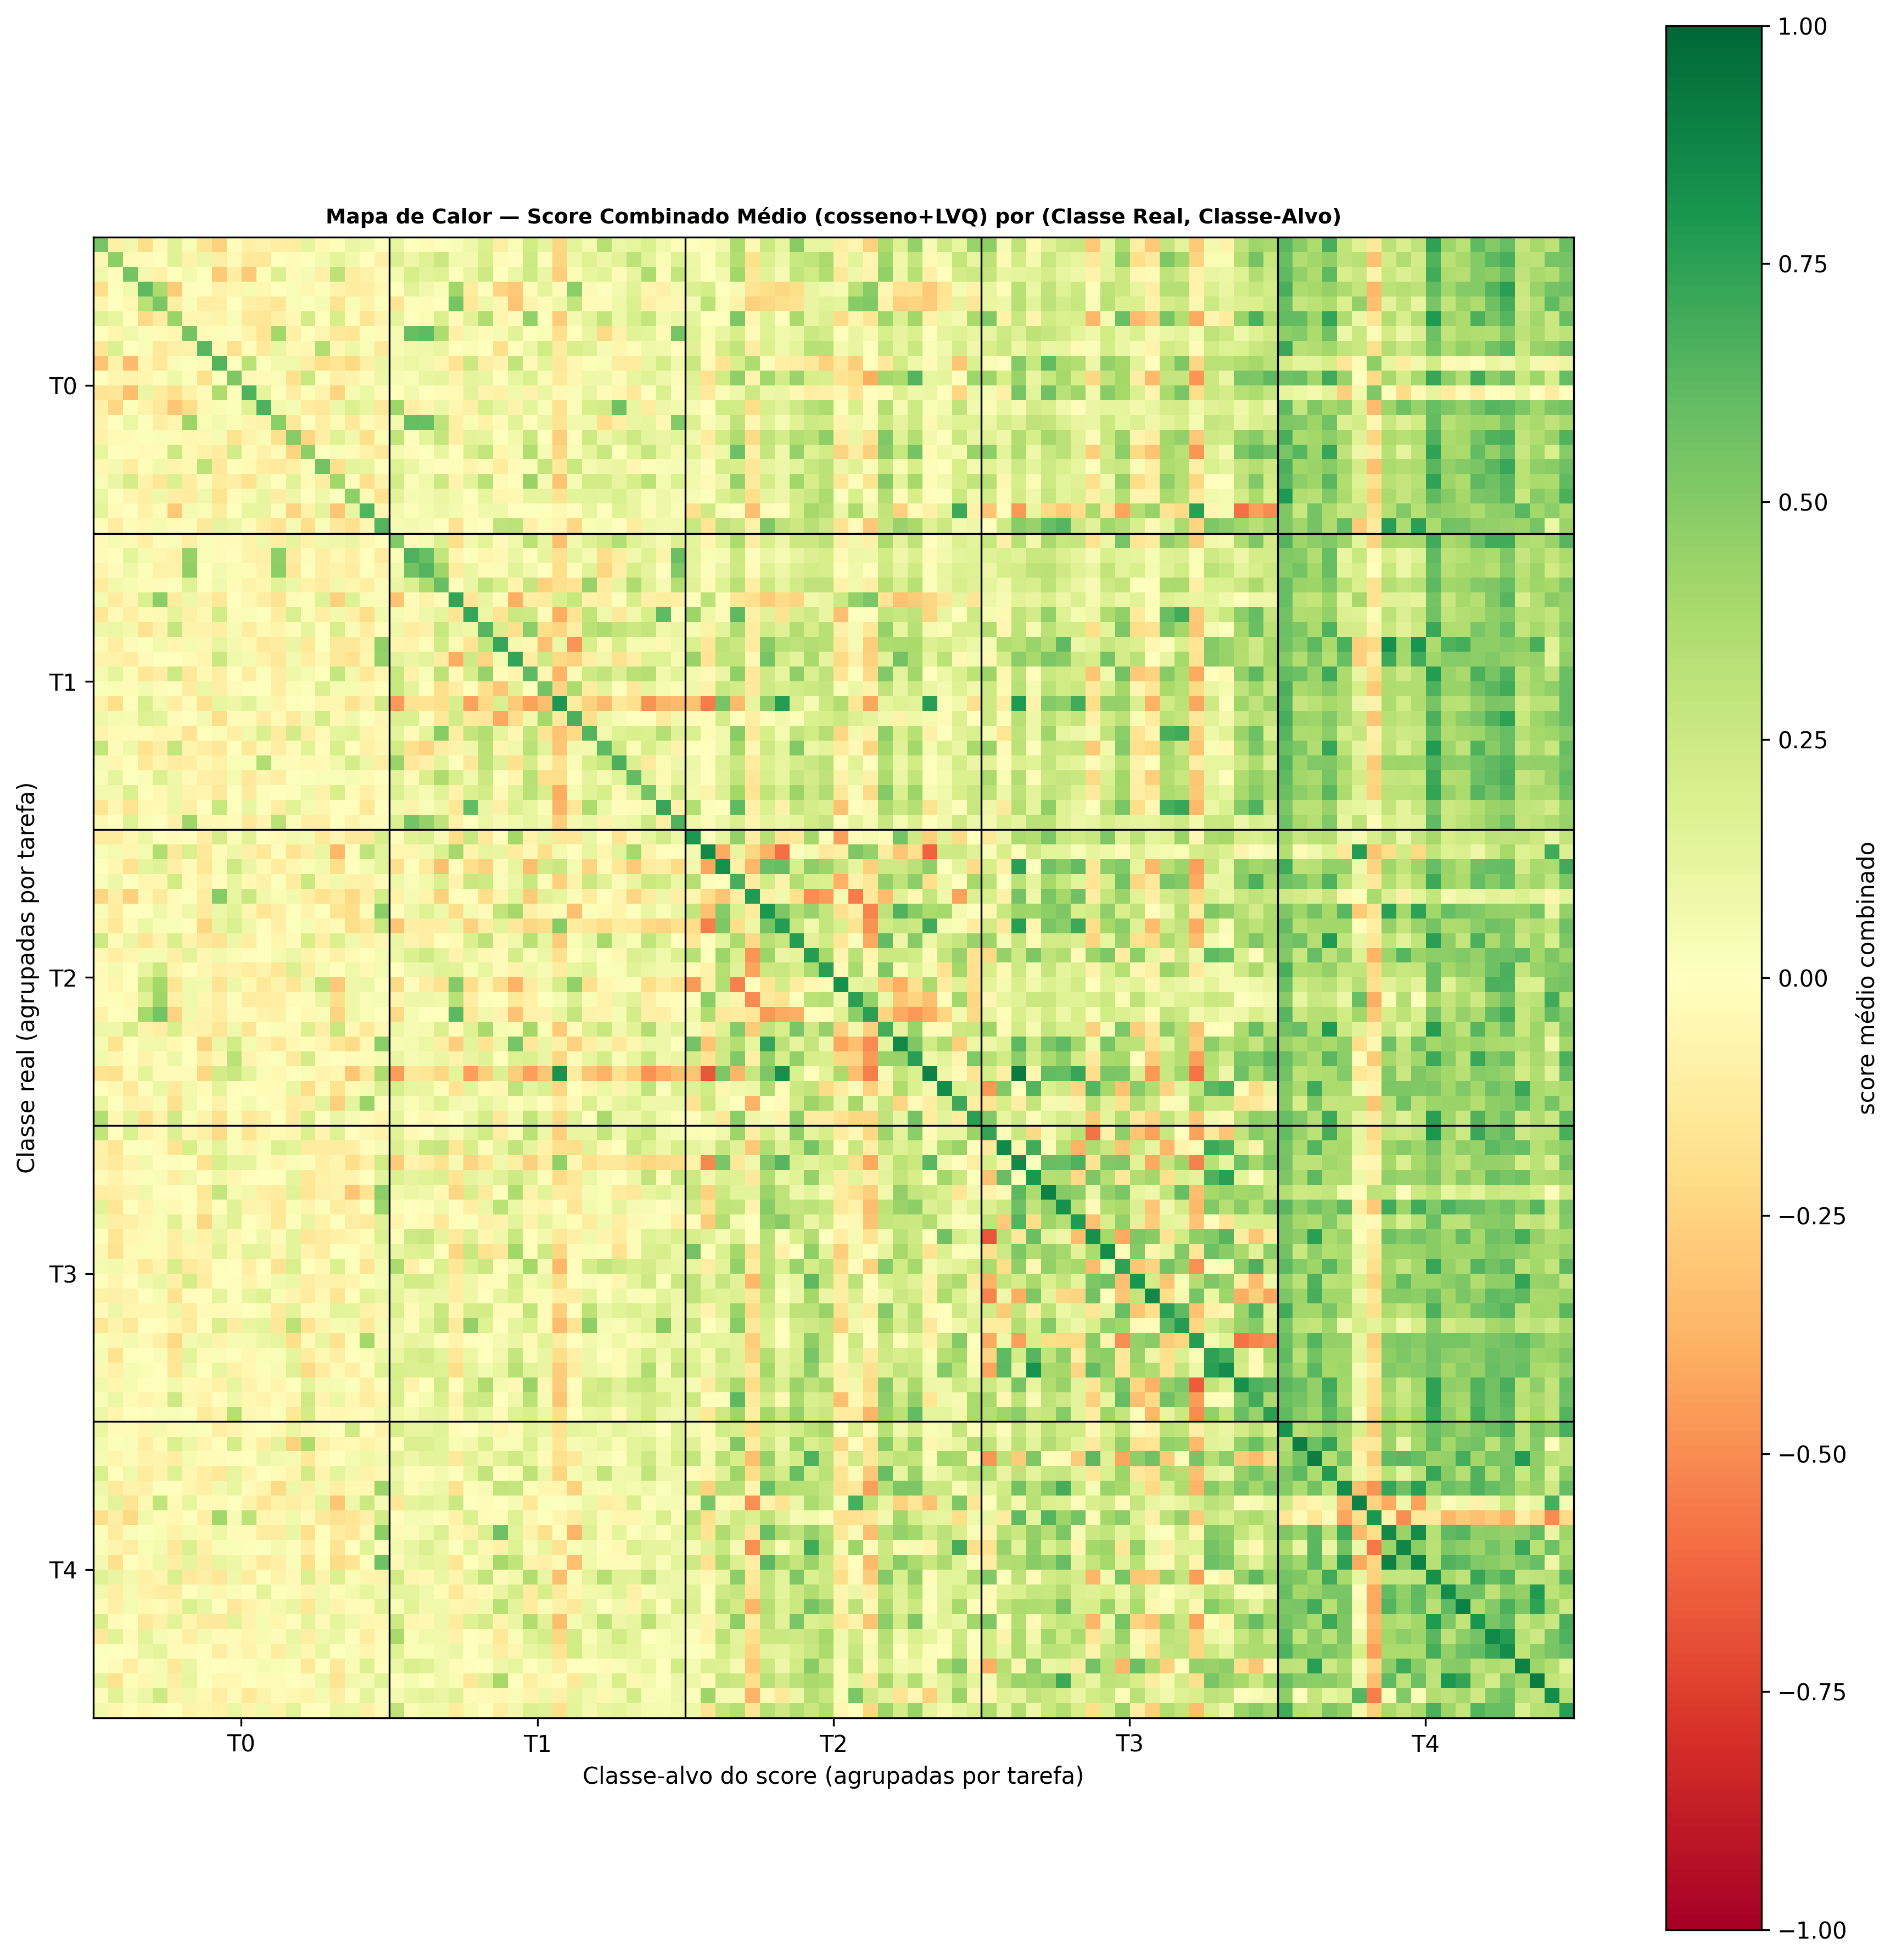 Mapa de Calor — Score Combinado Médio (cosseno+LVQ) por (Classe Real, Classe-Alvo)
T0
T1
T2
T3
T4
Classe real (agrupadas por tarefa)
T0
T1
T2
T3
T4
Classe-alvo do score (agrupadas por tarefa)
1.00
0.75
0.50
0.25
0.00
−0.25
−0.50
−0.75
−1.00
score médio combinado